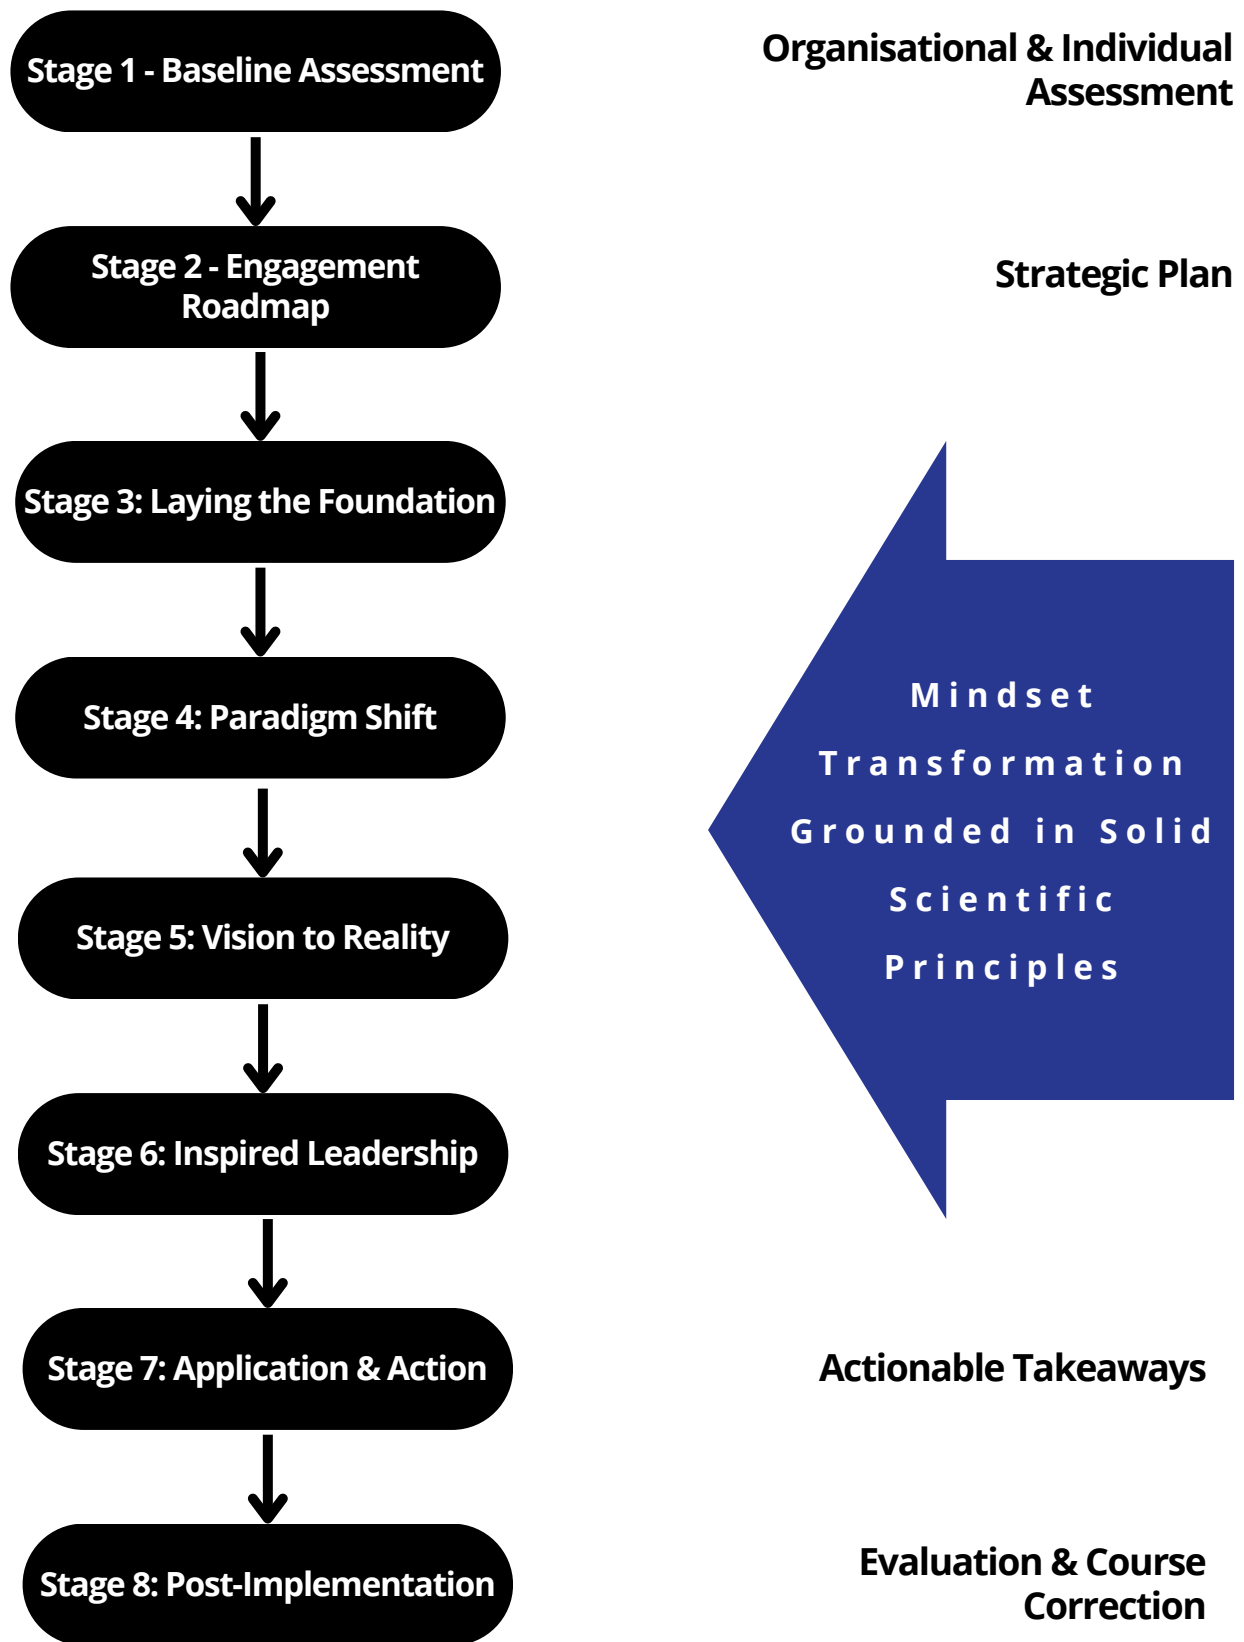 Stage 1 - Baseline Assessment
Organisational & Individual
Assessment
Stage 2 - Engagement
Roadmap
Strategic Plan
Stage 3: Laying the Foundation
Stage 4: Paradigm Shift
Mindset
Transformation
Grounded in Solid
Scientific
Principles
Stage 5: Vision to Reality
Stage 6: Inspired Leadership
Stage 7: Application & Action
Actionable Takeaways
Stage 8: Post-Implementation
Evaluation & Course
Correction